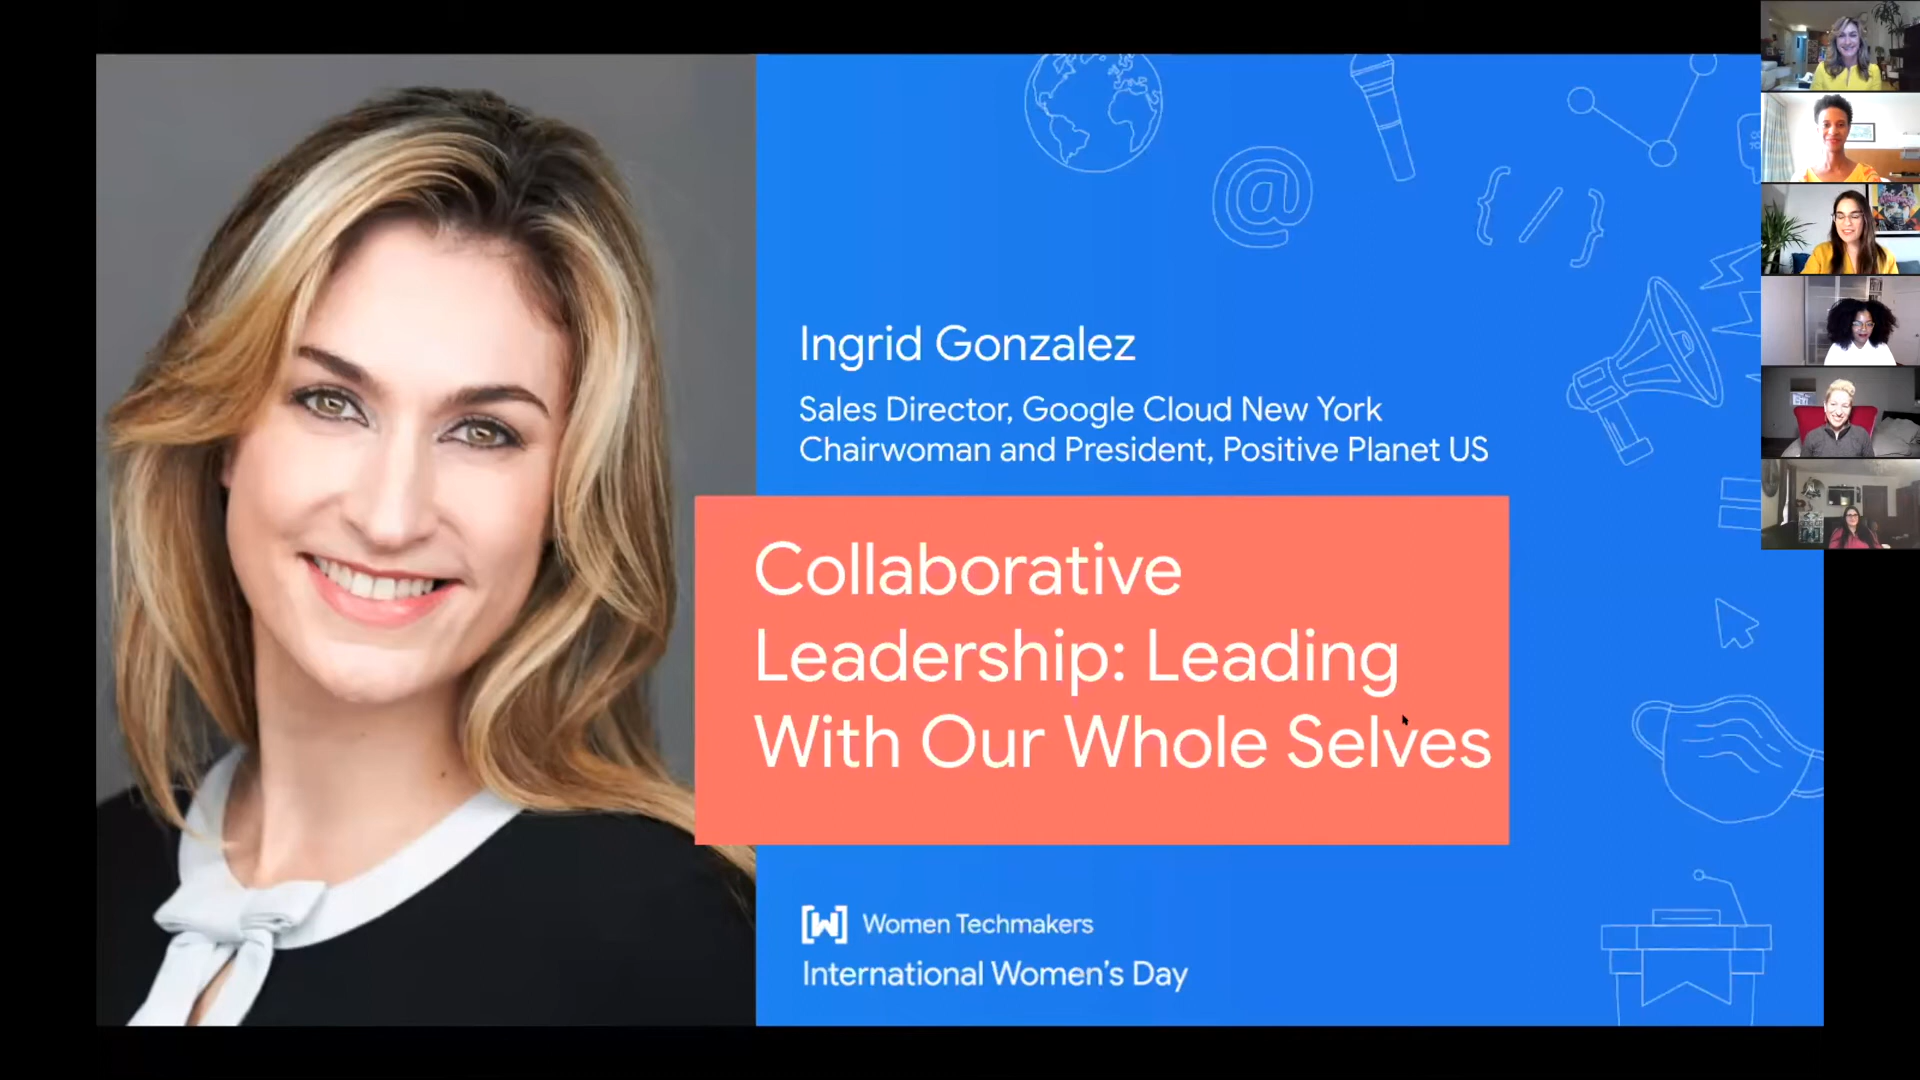 Ingrid Gonzalez
Sales Director, Google Cloud New York
Chairwoman and President, Positive Planet US
Collaborative
Leadership: Leading
With Our Whole Selves
[W] Women Techmakers
International Women's Day